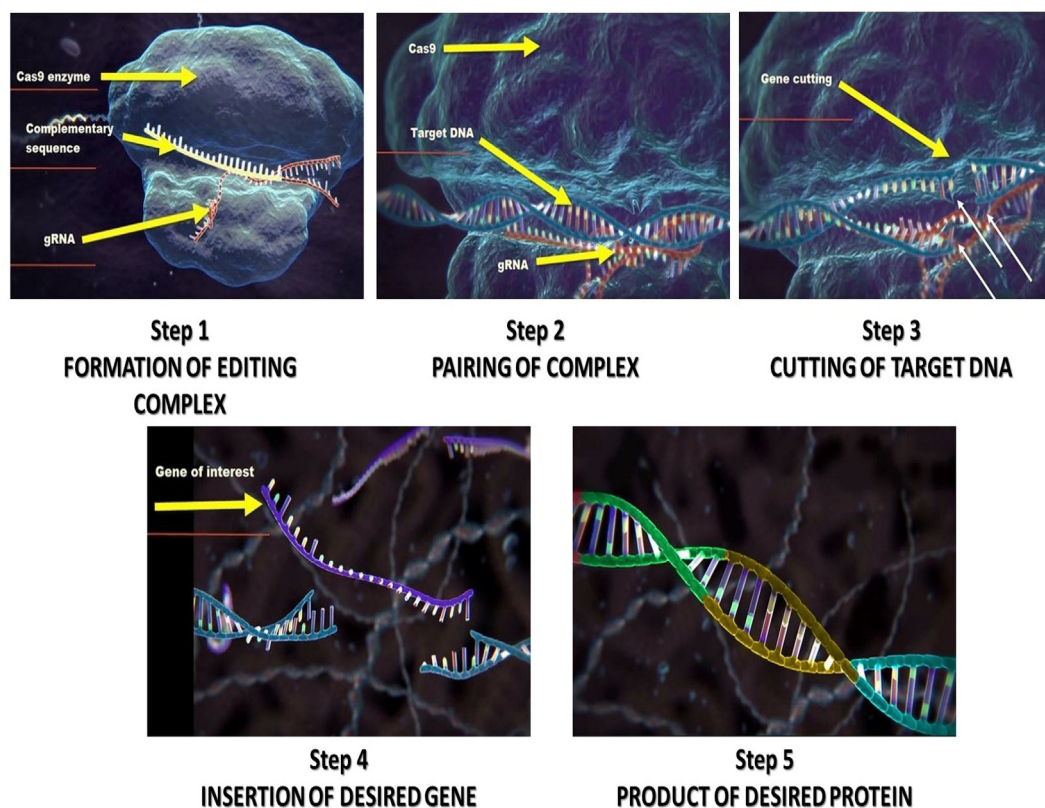 Cas9 enzyme
Complementary
sequence
gRNA
Cas9
Target DNA
gRNA
Gene cutting
Step 1
FORMATION OF EDITING
COMPLEX
Step 2
PAIRING OF COMPLEX
Step 3
CUTTING OF TARGET DNA
Gene of interest
Step 4
INSERTION OF DESIRED GENE
Step 5
PRODUCT OF DESIRED PROTEIN